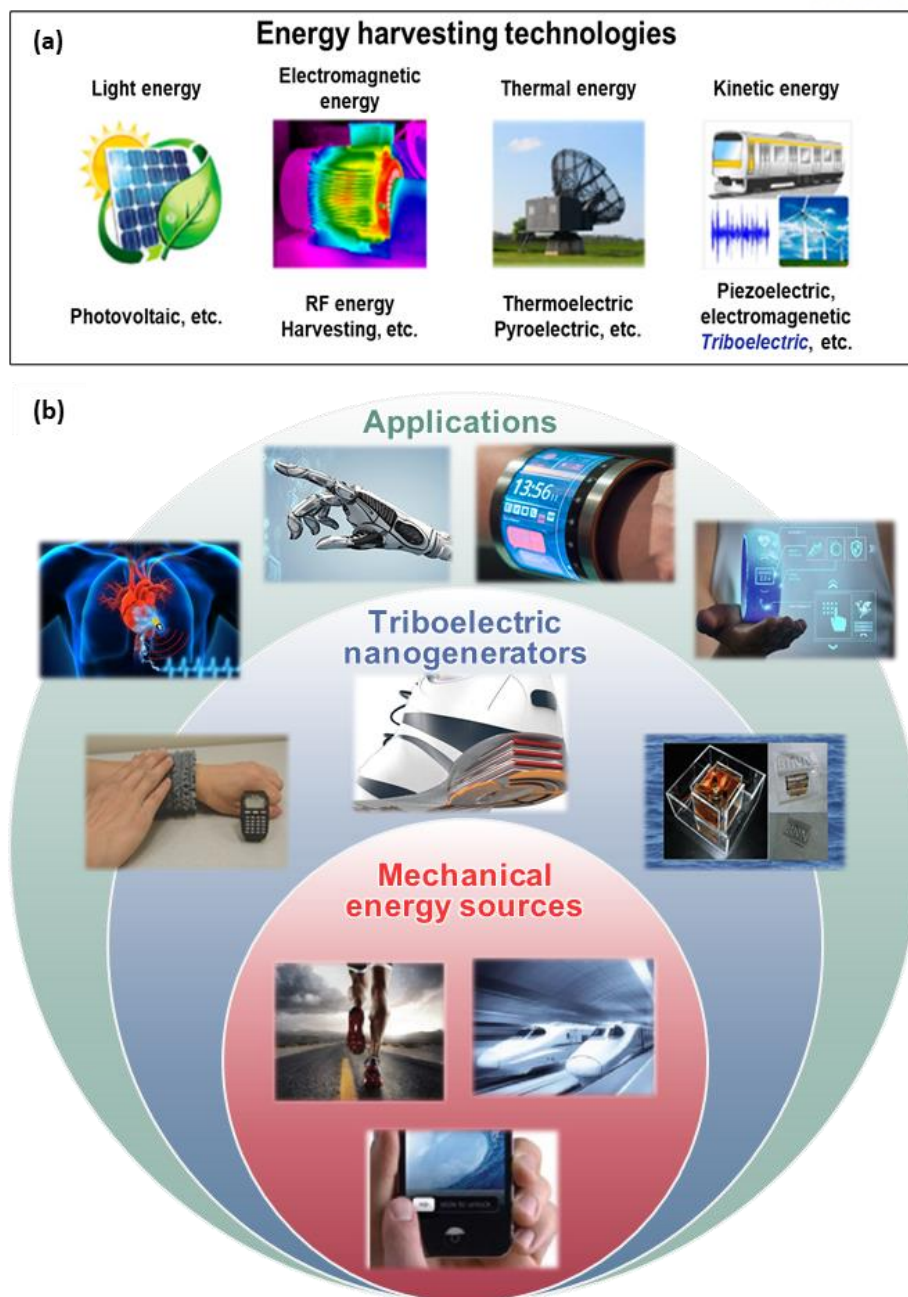 (a)
Energy harvesting technologies
Light energy
Electromagnetic
energy
Thermal energy
Kinetic energy
Photovoltaic, etc.
RF energy
Harvesting, etc.
Thermoelectric
Pyroelectric, etc.
Piezoelectric,
electromagenetic
Triboelectric, etc.
(b)
Applications
13:56
Triboelectric
nanogenerators
BINN
Mechanical
energy sources